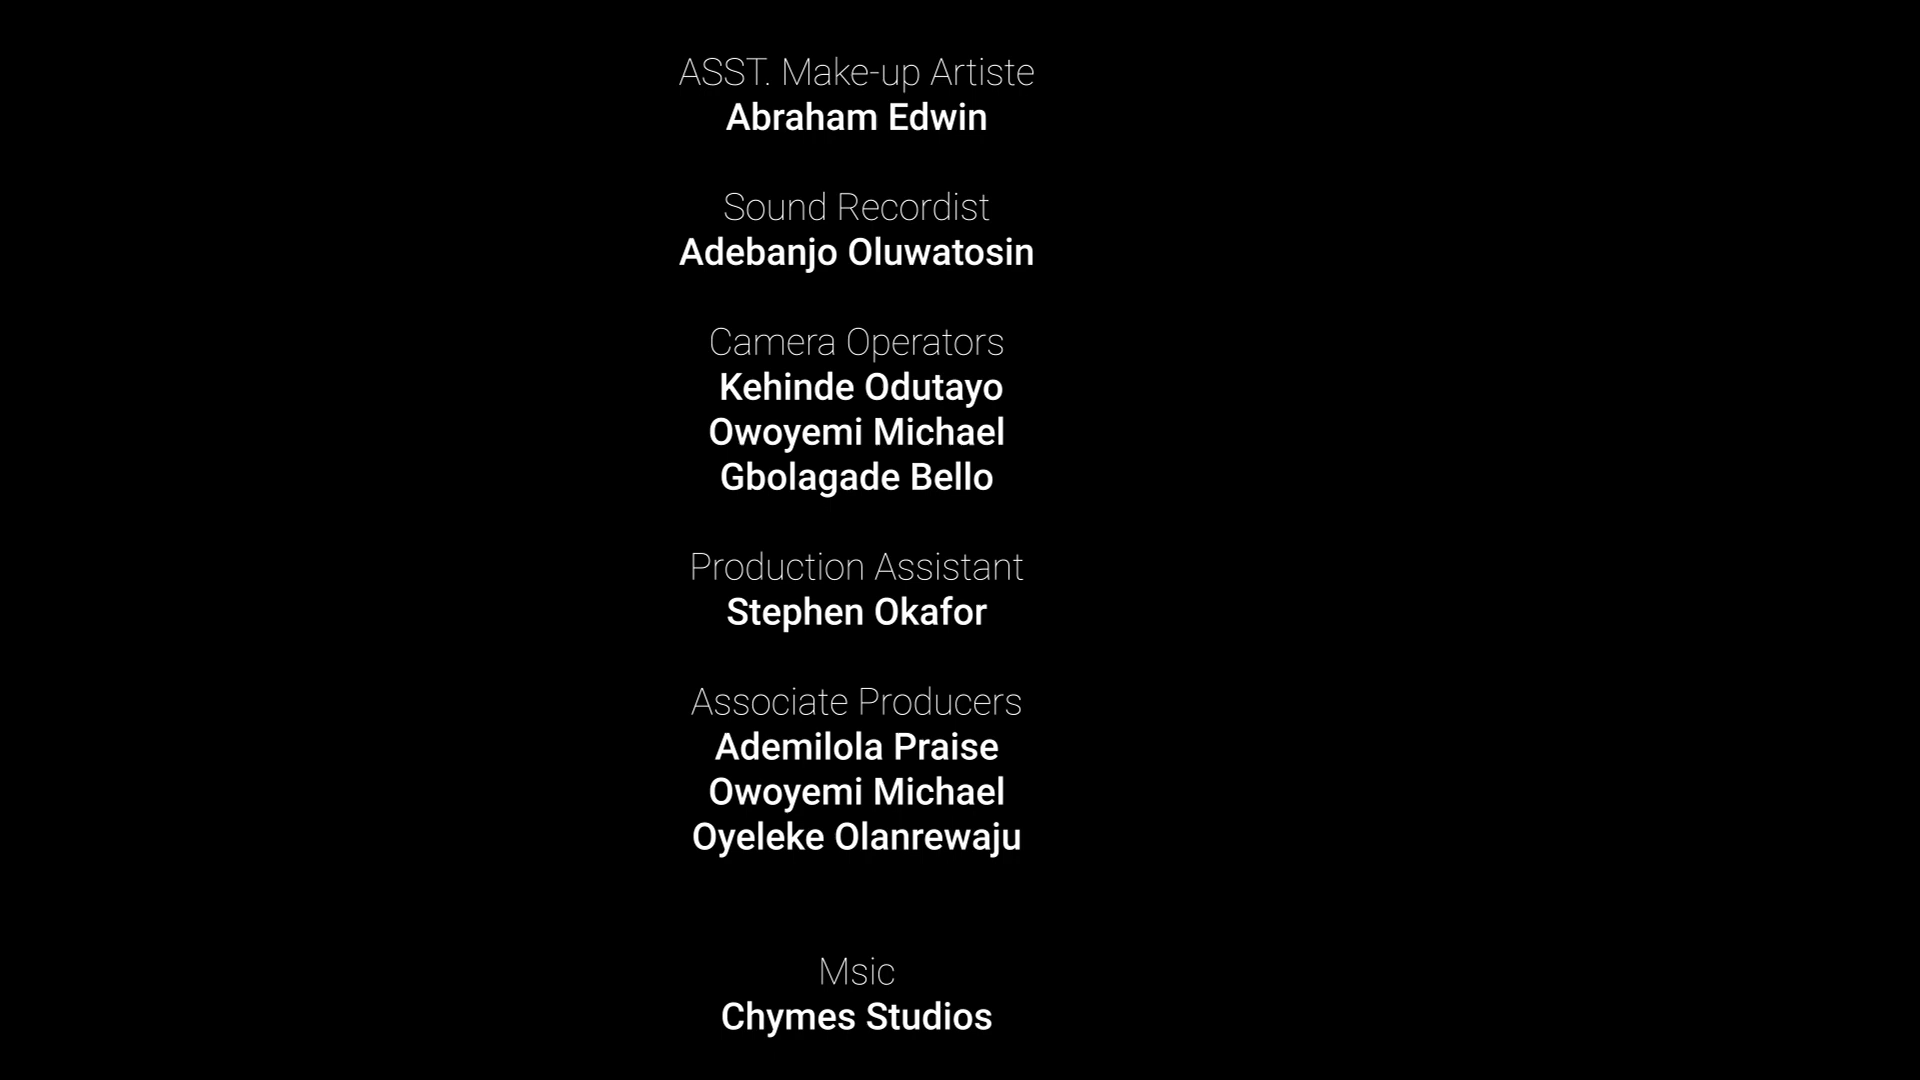 ASST. Make-up Artiste
Abraham Edwin
Sound Recordist
Adebanjo Oluwatosin
Camera Operators
Kehinde Odutayo
Owoyemi Michael
Gbolagade Bello
Production Assistant
Stephen Okafor
Associate Producers
Ademilola Praise
Owoyemi Michael
Oyeleke Olanrewaju
Msic
Chymes Studios